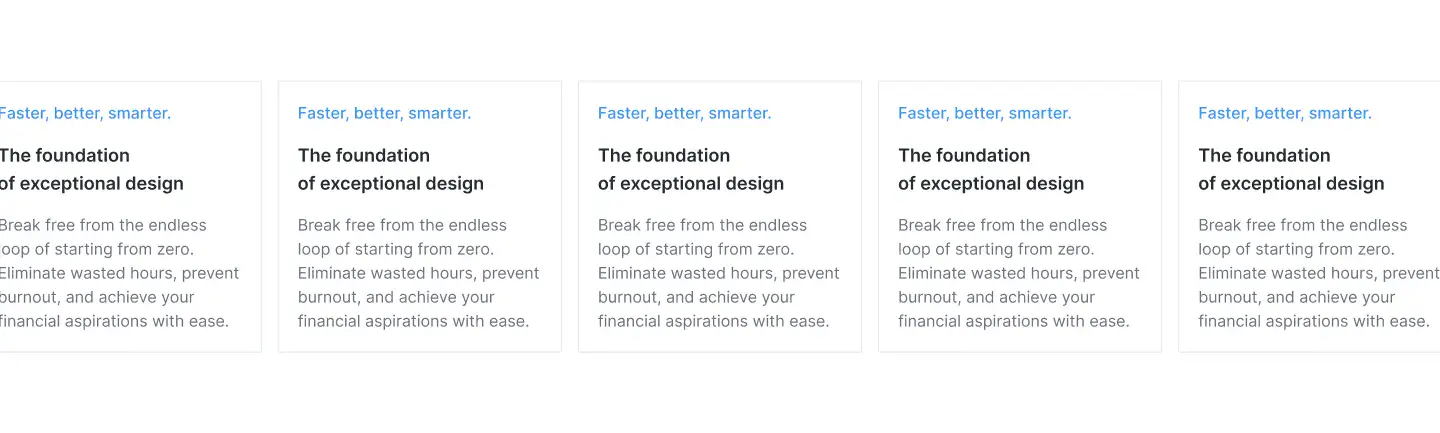 Faster, better, smarter.
The foundation
of exceptional design
Break free from the endless
loop of starting from zero.
Eliminate wasted hours, prevent
burnout, and achieve your
financial aspirations with ease.
Faster, better, smarter.
The foundation
of exceptional design
Break free from the endless
loop of starting from zero.
Eliminate wasted hours, prevent
burnout, and achieve your
financial aspirations with ease.
Faster, better, smarter.
The foundation
of exceptional design
Break free from the endless
loop of starting from zero.
Eliminate wasted hours, prevent
burnout, and achieve your
financial aspirations with ease.
Faster, better, smarter.
The foundation
of exceptional design
Break free from the endless
loop of starting from zero.
Eliminate wasted hours, prevent
burnout, and achieve your
financial aspirations with ease.
Faster, better, smarter.
The foundation
of exceptional design
Break free from the endless
loop of starting from zero.
Eliminate wasted hours, prevent
burnout, and achieve your
financial aspirations with ease.